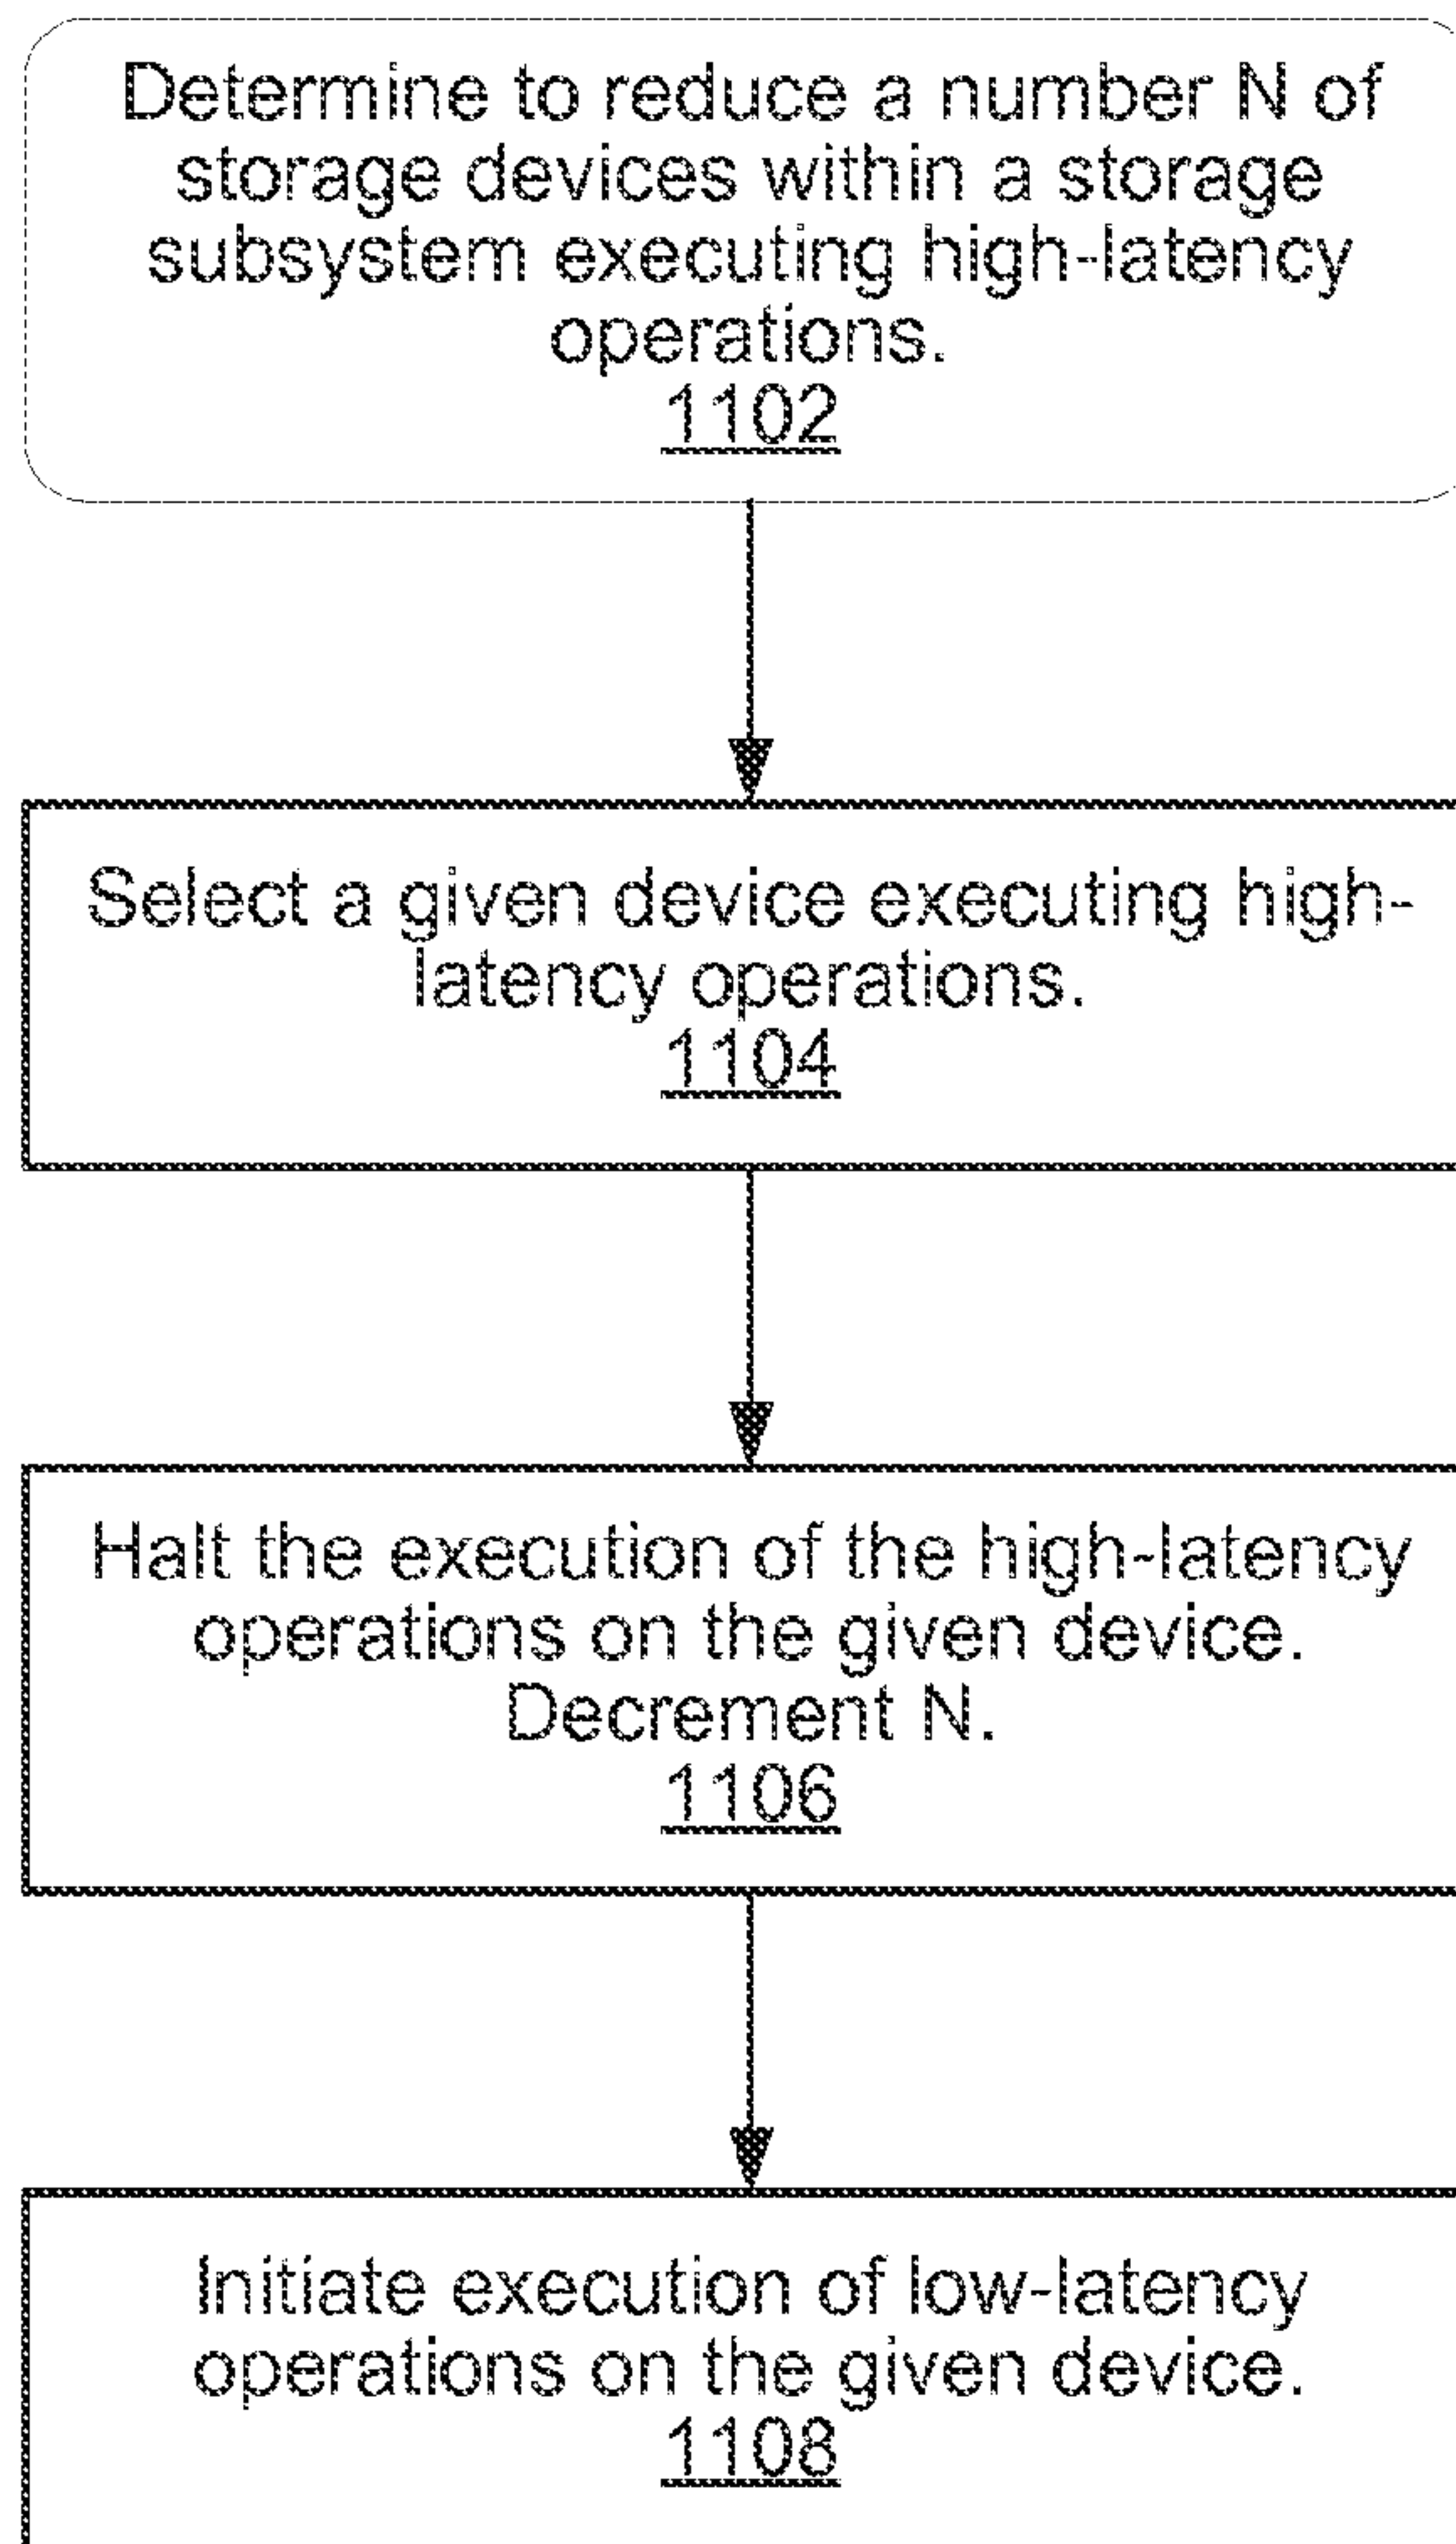 Determine to reduce a number N of
storage devices within a storage
subsystem executing high-latency
operations.
1102
Select a given device executing high-
latency operations.
1104
Halt the execution of the high-latency
operations on the given device.
Decrement N.
1106
Initiate execution of low-latency
operations on the given device.
1108